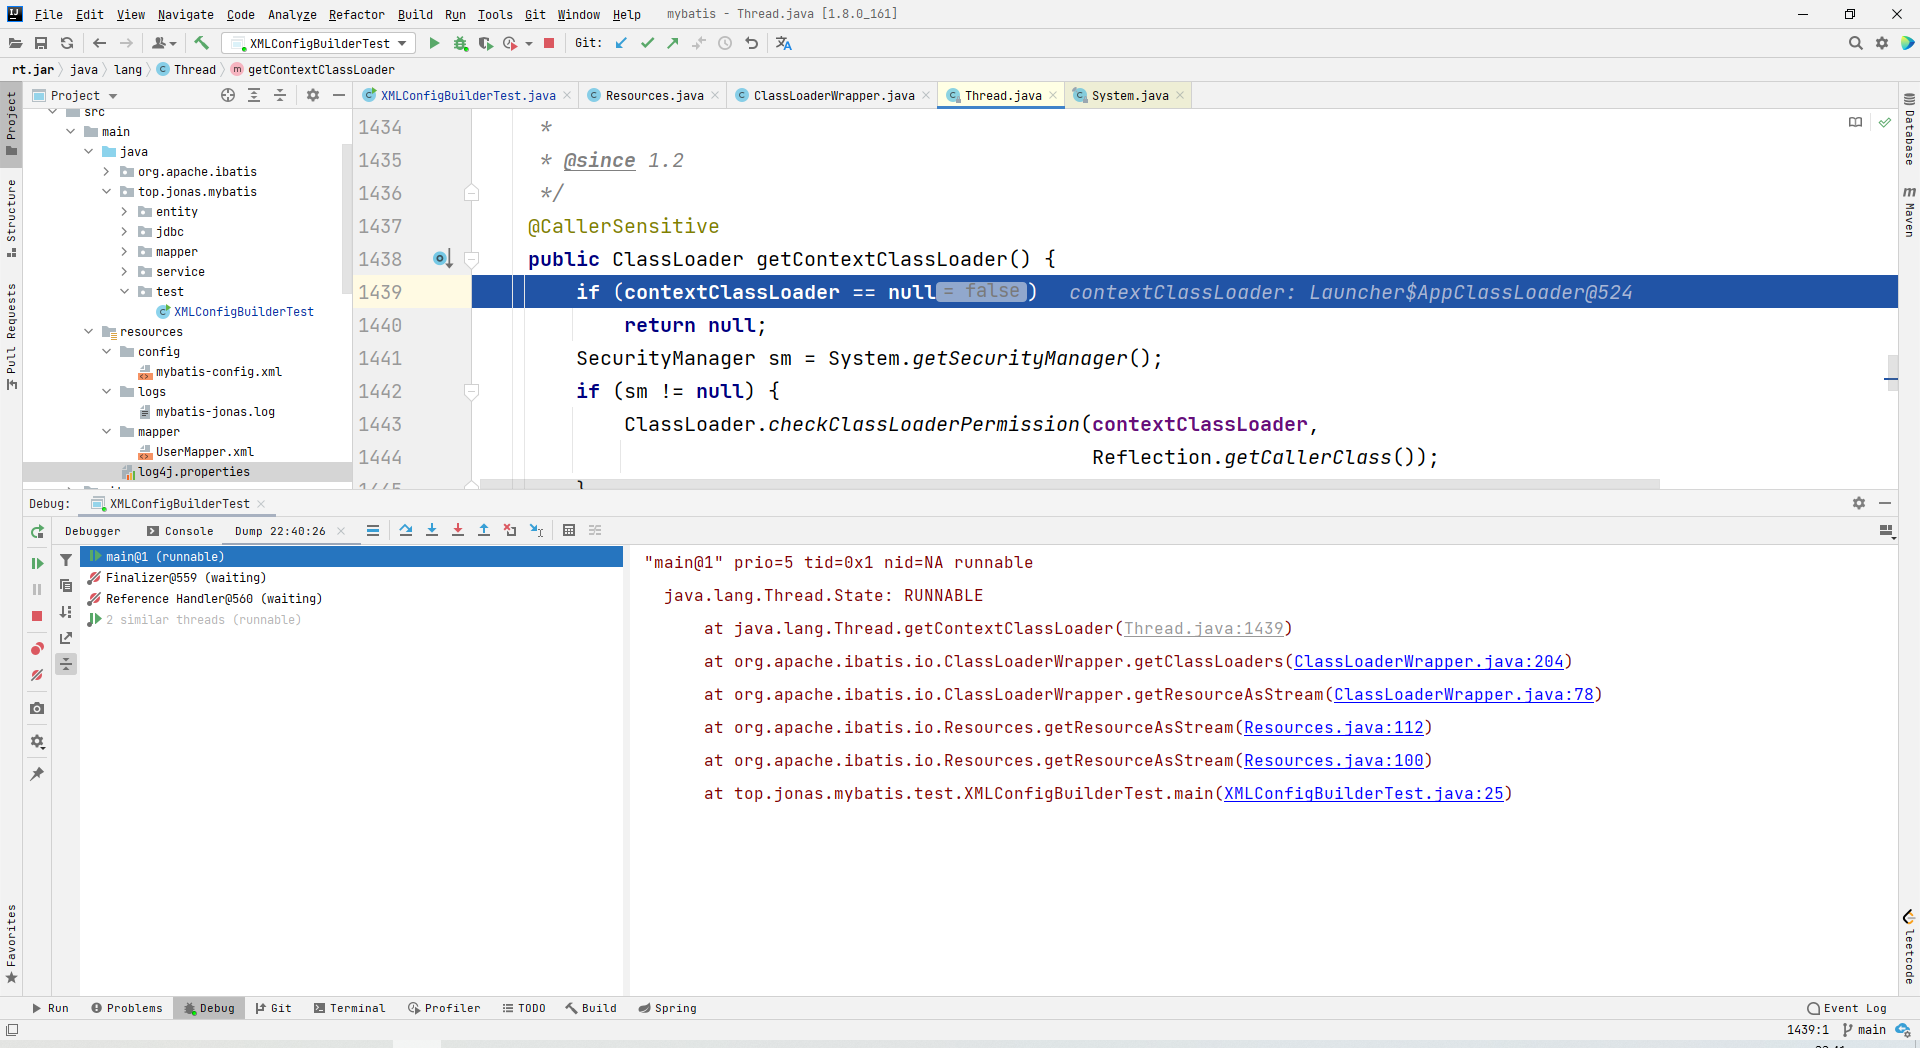 File Edit View Navigate Code Analyze Refactor Build Run Tools Git Window Help mybatis - Thread.java [1.8.0_161]
XMLConfigBuilderTest Git:
rt.jar java lang Thread getContextClassLoader
Project
XMLConfigBuilderTest.java Resources.java ClassLoaderWrapper.java Thread.java System.java
Project
Structure
Pull Requests
Favorites
src
main
java
org.apache.ibatis
top.jonas.mybatis
entity
jdbc
mapper
service
test
XMLConfigBuilderTest
resources
config
mybatis-config.xml
logs
mybatis-jonas.log
mapper
UserMapper.xml
log4j.properties
1434 *
1435 * @since 1.2
1436 */
1437 @CallerSensitive
1438 public ClassLoader getContextClassLoader() {
1439 if (contextClassLoader == null = false ) contextClassLoader: Launcher$AppClassLoader@524
1440 return null;
1441 SecurityManager sm = System.getSecurityManager();
1442 if (sm != null) {
1443 ClassLoader.checkClassLoaderPermission(contextClassLoader,
1444 Reflection.getCallerClass());
1445 }
Database
Maven
leetcode
Debug: XMLConfigBuilderTest
Debugger Console Dump 22:40:26
main@1 (runnable)
Finalizer@559 (waiting)
Reference Handler@560 (waiting)
2 similar threads (runnable)
"main@1" prio=5 tid=0x1 nid=NA runnable
java.lang.Thread.State: RUNNABLE
at java.lang.Thread.getContextClassLoader(Thread.java:1439)
at org.apache.ibatis.io.ClassLoaderWrapper.getClassLoaders(ClassLoaderWrapper.java:204)
at org.apache.ibatis.io.ClassLoaderWrapper.getResourceAsStream(ClassLoaderWrapper.java:78)
at org.apache.ibatis.io.Resources.getResourceAsStream(Resources.java:112)
at org.apache.ibatis.io.Resources.getResourceAsStream(Resources.java:100)
at top.jonas.mybatis.test.XMLConfigBuilderTest.main(XMLConfigBuilderTest.java:25)
Run Problems Debug Git Terminal Profiler TODO Build Spring Event Log
1439:1 main